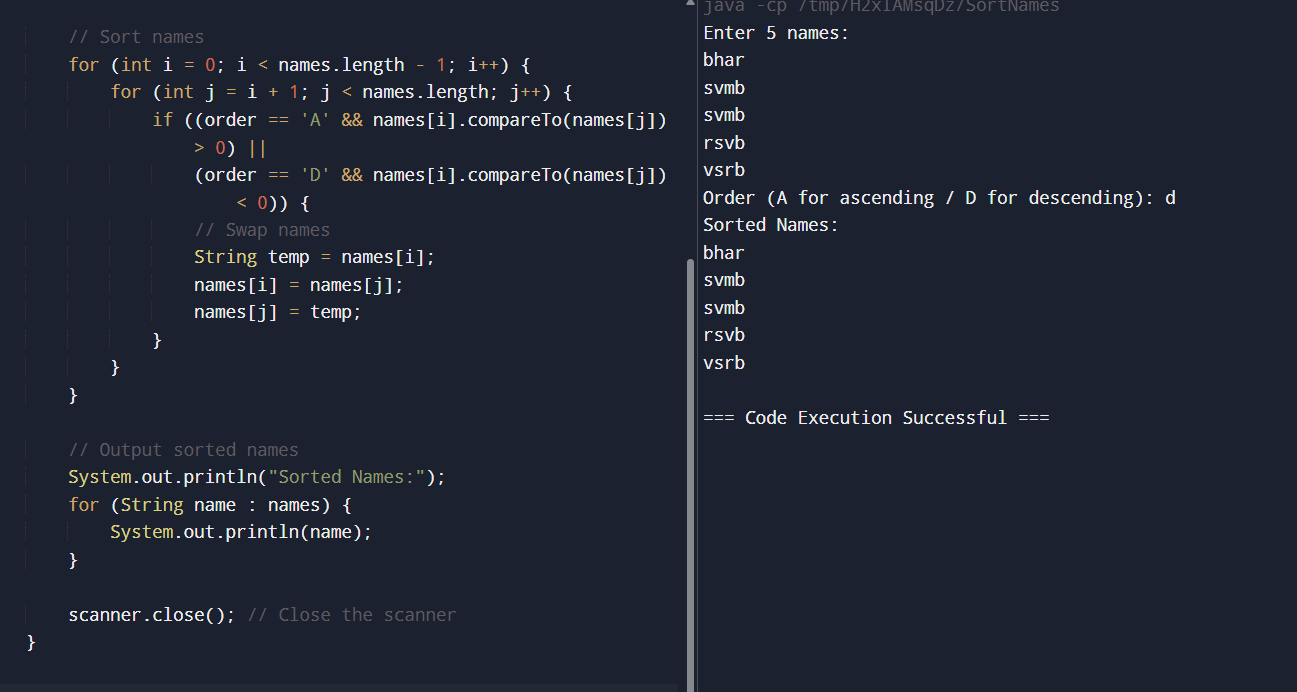 // Sort names
for (int i = 0; i < names.length - 1; i++) {
for (int j = i + 1; j < names.length; j++) {
if ((order == 'A' && names[i].compareTo(names[j])
> 0) ||
(order == 'D' && names[i].compareTo(names[j])
< 0)) {
// Swap names
String temp = names[i];
names[i] = names[j];
names[j] = temp;
}
}
}
// Output sorted names
System.out.println("Sorted Names:");
for (String name : names) {
System.out.println(name);
}
scanner.close(); // Close the scanner
}
java -cp /tmp/H2xIAMsqDz/SortNames
Enter 5 names:
bhar
svmb
svmb
rsvb
vsrb
Order (A for ascending / D for descending): d
Sorted Names:
bhar
svmb
svmb
rsvb
vsrb
=== Code Execution Successful ===